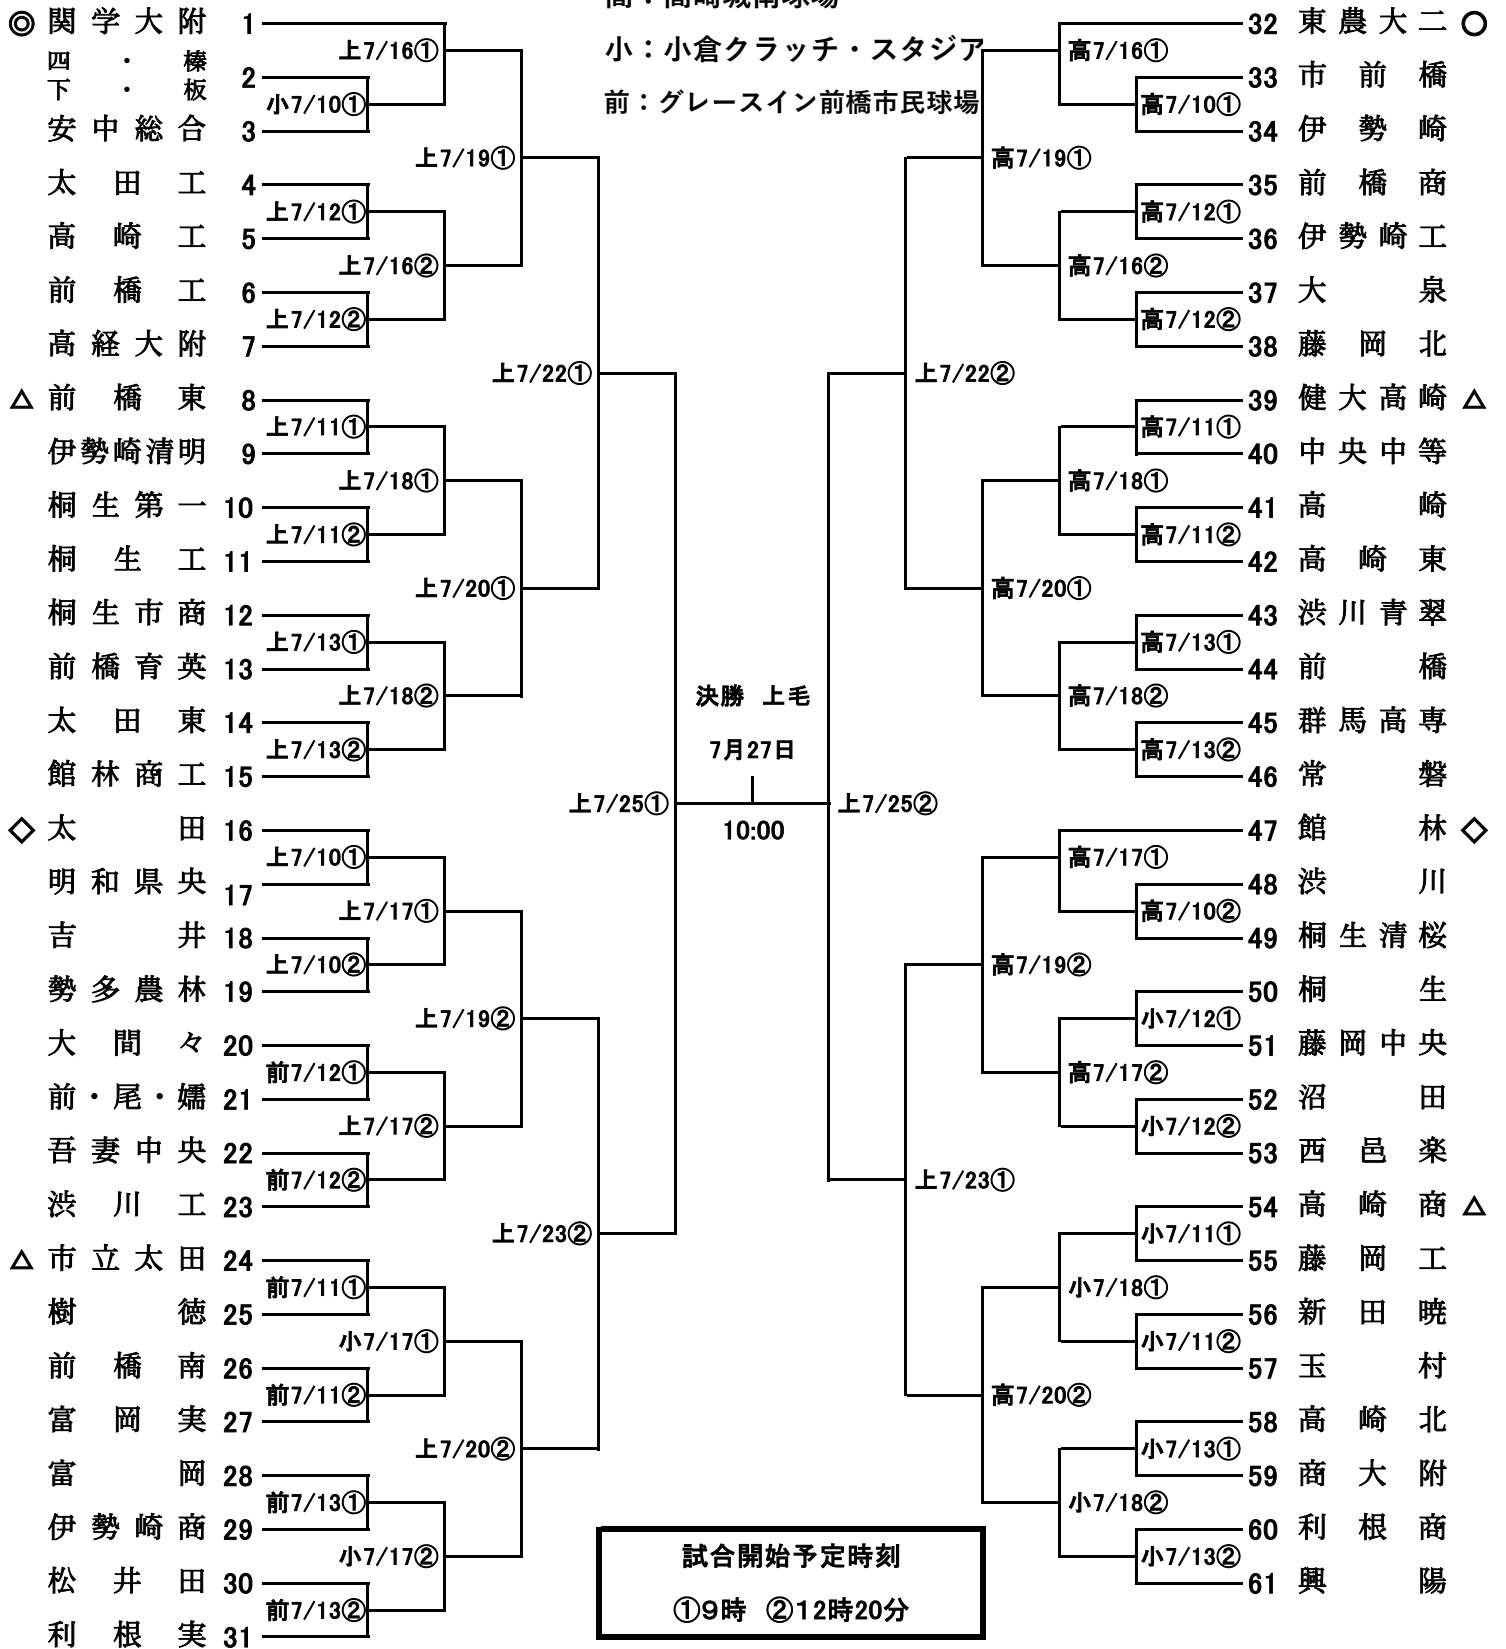 高：高崎城南球場
小：小倉クラッチ・スタジア
前：グレースイン前橋市民球場
◎ 関学大附 1
四・榛
下・板 2
安中総合 3
太田工 4
高崎工 5
前橋工 6
高経大附 7
△ 前橋東 8
伊勢崎清明 9
桐生第一 10
桐生工 11
桐生市商 12
前橋育英 13
太田東 14
館林商工 15
◇ 太田 16
明和県央 17
吉井 18
勢多農林 19
大間々 20
前・尾・嬬 21
吾妻中央 22
渋川工 23
△ 市立太田 24
樹徳 25
前橋南 26
富岡実 27
富岡 28
伊勢崎商 29
松井田 30
利根実 31
小7/10①
上7/12①
上7/12②
上7/11①
上7/11②
上7/13①
上7/13②
上7/10①
上7/10②
前7/12①
前7/12②
前7/11①
前7/11②
前7/13①
前7/13②
上7/16①
上7/16②
上7/18①
上7/18②
上7/17①
上7/17②
小7/17①
小7/17②
上7/19①
上7/20①
上7/19②
上7/20②
上7/22①
上7/23②
上7/25①
決勝 上毛
7月27日
10:00
上7/25②
上7/22②
上7/23①
高7/19①
高7/20①
高7/19②
高7/20②
高7/16①
高7/16②
高7/18①
高7/18②
高7/17①
高7/17②
小7/18①
小7/18②
高7/10①
高7/12①
高7/12②
高7/11①
高7/11②
高7/13①
高7/13②
高7/10②
小7/12①
小7/12②
小7/11①
小7/11②
小7/13①
小7/13②
32 東農大二 ○
33 市前橋
34 伊勢崎
35 前橋商
36 伊勢崎工
37 大泉
38 藤岡北
39 健大高崎 △
40 中央中等
41 高崎
42 高崎東
43 渋川青翠
44 前橋
45 群馬高専
46 常磐
47 館林 ◇
48 渋川
49 桐生清桜
50 桐生
51 藤岡中央
52 沼田
53 西邑楽
54 高崎商 △
55 藤岡工
56 新田暁
57 玉村
58 高崎北
59 商大附
60 利根商
61 興陽
試合開始予定時刻
①9時 ②12時20分